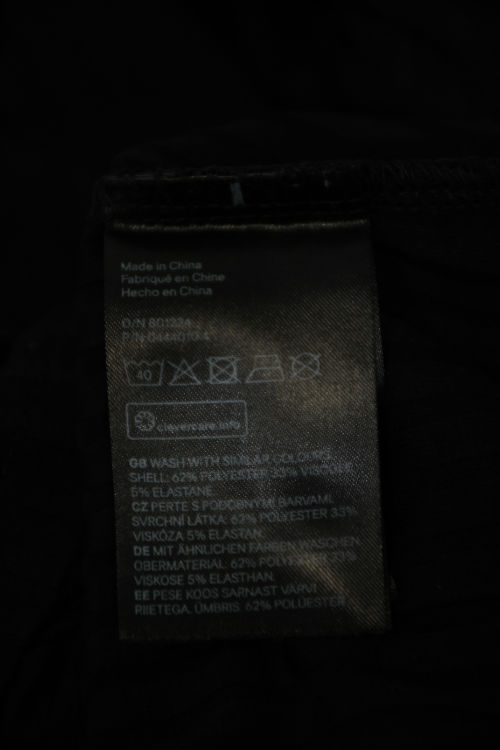 Made in China
Fabriqué en Chine
Hecho en China
O/N 801224
40
clevercare.info
GB WASH WITH SIMILAR COLOURS
SHELL: 62% POLYESTER 33% VISCOSE
5% ELASTANE
CZ PERTE S PODOBNÝMI BARVAMI.
SVRCHNÍ LÁTKA: 62% POLYESTER 33%
VISKÓZA 5% ELASTAN.
DE MIT ÄHNLICHEN FARBEN WASCHEN.
OBERMATERIAL: 62% POLYESTER 33%
VISKOSE 5% ELASTHAN.
EE PESE KOOS SARNAST VÄRVI
RIIETEGA. ÜMBRIS: 62% POLÜESTER